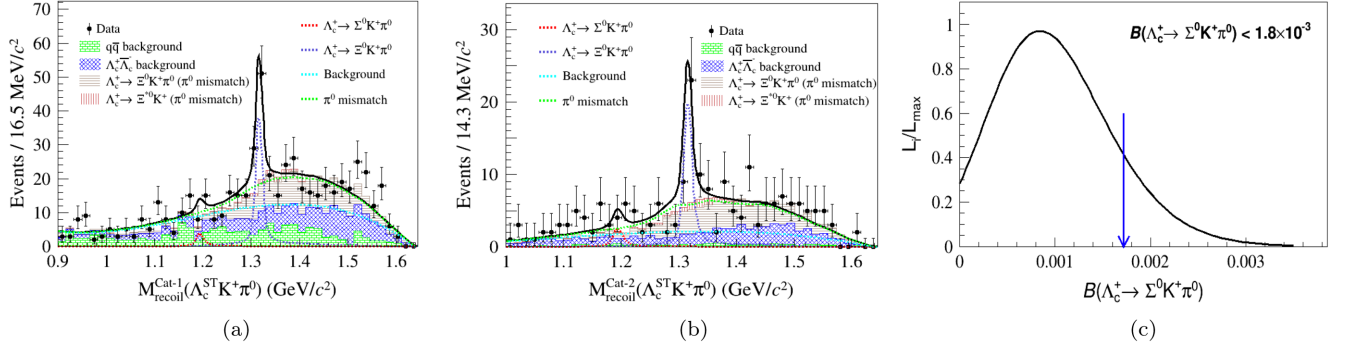 70
60
50
40
30
20
10
0
Events / 16.5 MeV/c²
Data
qq̅ background
Λc⁺Λ̅c⁻ background
Λc⁺→ Ξ⁰K⁺π⁰ (π⁰ mismatch)
Λc⁺→ Ξ*⁰K⁺ (π⁰ mismatch)
Λc⁺→ Σ⁰K⁺π⁰
Λc⁺→ Ξ⁰K⁺π⁰
Background
π⁰ mismatch
0.9 1 1.1 1.2 1.3 1.4 1.5 1.6
M^Cat-1_recoil(Λc^ST K⁺π⁰) (GeV/c²)
(a)
30
20
10
0
Events / 14.3 MeV/c²
Λc⁺→ Σ⁰K⁺π⁰
Λc⁺→ Ξ⁰K⁺π⁰
Background
π⁰ mismatch
Data
qq̅ background
Λc⁺Λ̅c⁻ background
Λc⁺→ Ξ⁰K⁺π⁰ (π⁰ mismatch)
Λc⁺→ Ξ*⁰K⁺ (π⁰ mismatch)
1 1.1 1.2 1.3 1.4 1.5 1.6
M^Cat-2_recoil(Λc^ST K⁺π⁰) (GeV/c²)
(b)
1
0.8
0.6
0.4
0.2
0
Li/Lmax
B(Λc⁺→ Σ⁰K⁺π⁰) < 1.8×10⁻³
0 0.001 0.002 0.003
B(Λc⁺→ Σ⁰K⁺π⁰)
(c)